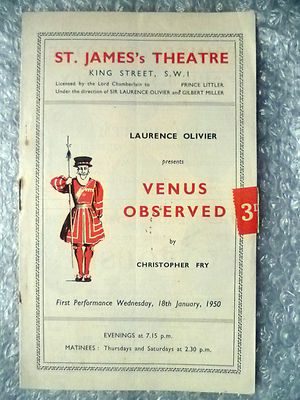 ST. JAMES's THEATRE
KING STREET, S.W.1
Licensed by the Lord Chamberlain to PRINCE LITTLER
Under the direction of SIR LAURENCE OLIVIER and GILBERT MILLER
LAURENCE OLIVIER
presents
VENUS
OBSERVED
3D
by
CHRISTOPHER FRY
First Performance Wednesday, 18th January, 1950
EVENINGS at 7.15 p.m.
MATINEES : Thursdays and Saturdays at 2.30 p.m.